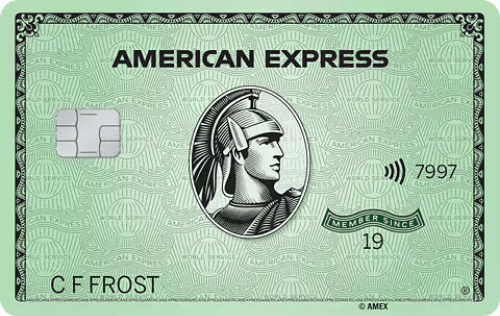 AMERICAN EXPRESS
7997
MEMBER SINCE
19
C F FROST
®
© AMEX